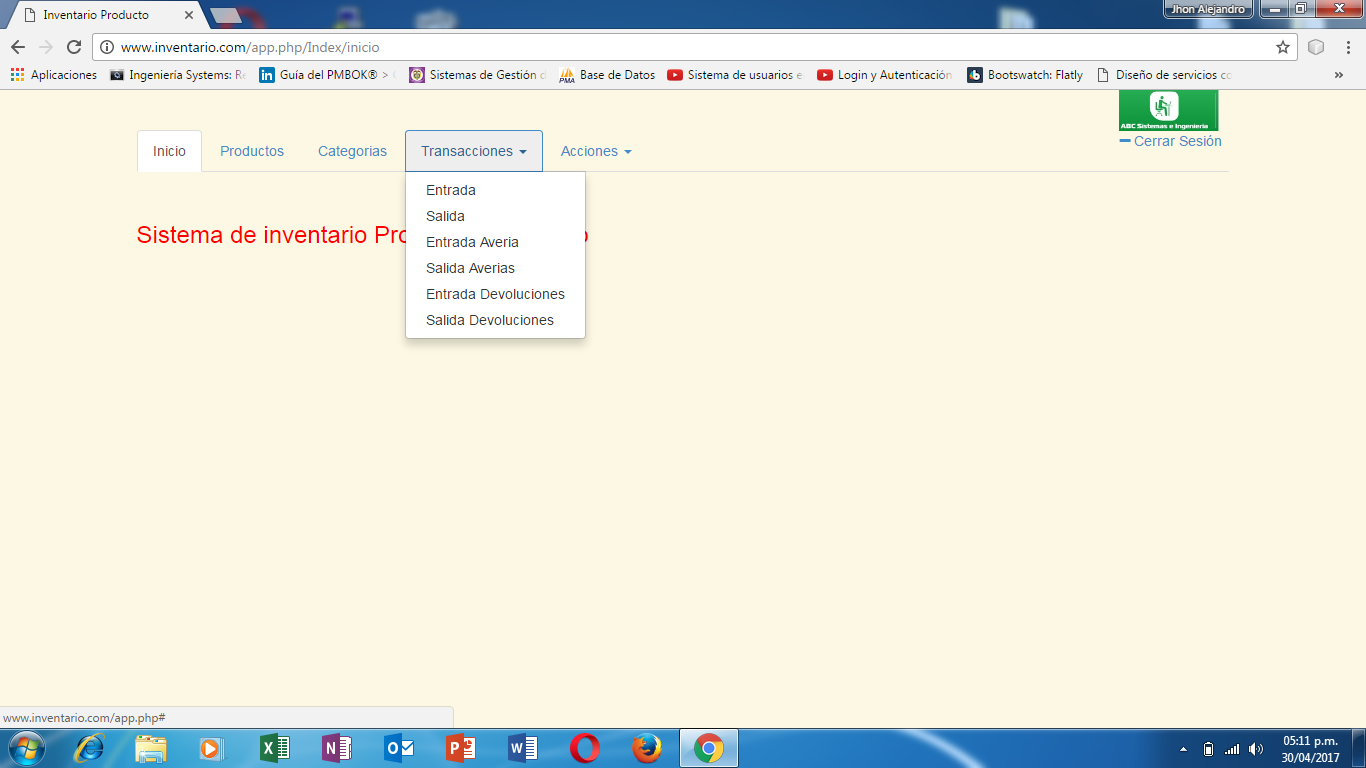 Inventario Producto
Jhon Alejandro
www.inventario.com/app.php/Index/inicio
Aplicaciones
Ingeniería Systems: Re
Guía del PMBOK® >
Sistemas de Gestión d
PMA
Base de Datos
Sistema de usuarios e
Login y Autenticación
Bootswatch: Flatly
Diseño de servicios co
»
ABC Sistemas e Ingenieria
Cerrar Sesión
Inicio
Productos
Categorias
Transacciones
Acciones
Entrada
Salida
Entrada Averia
Salida Averias
Entrada Devoluciones
Salida Devoluciones
Sistema de inventario
www.inventario.com/app.php#
05:11 p.m.
30/04/2017